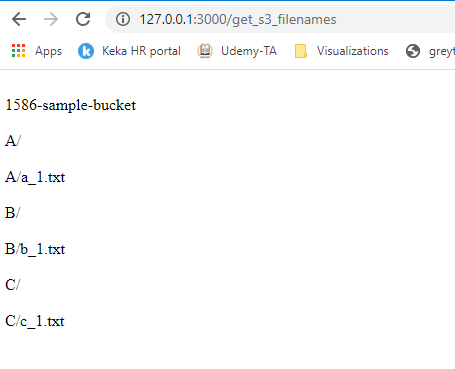 127.0.0.1:3000/get_s3_filenames
Apps Keka HR portal Udemy-TA Visualizations greyt
1586-sample-bucket
A/
A/a_1.txt
B/
B/b_1.txt
C/
C/c_1.txt